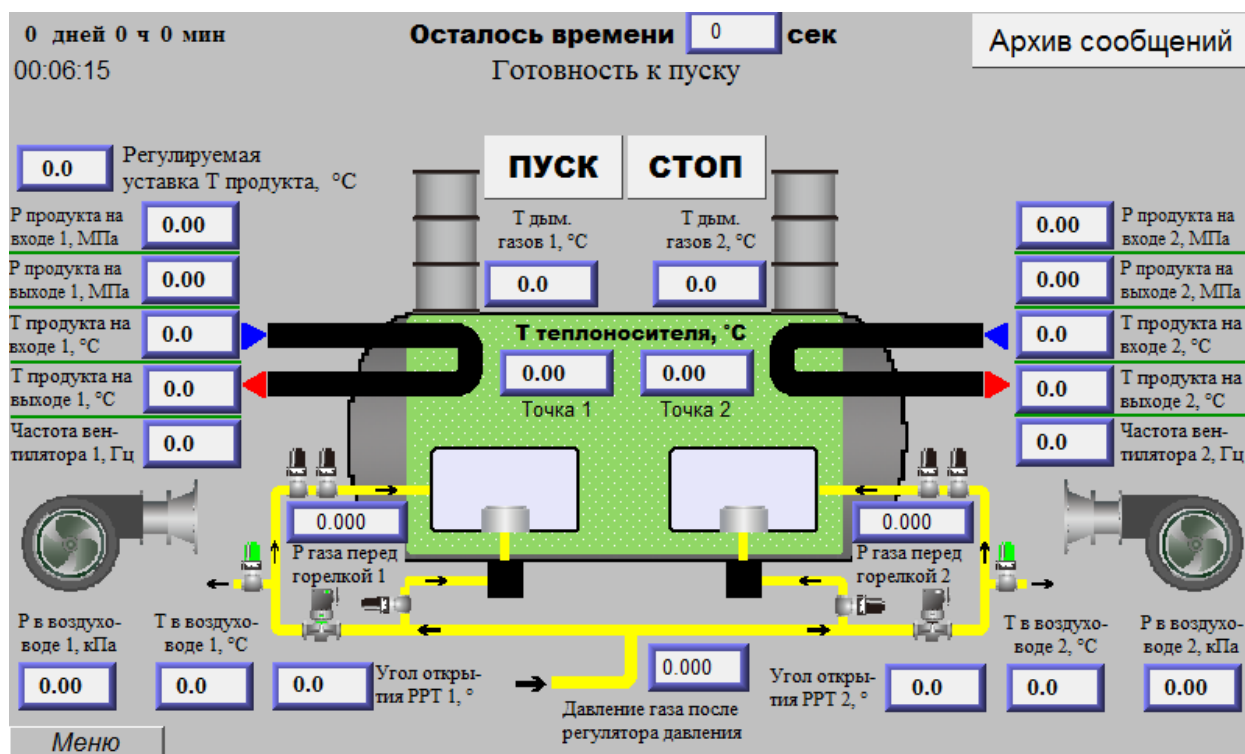 0 дней 0 ч 0 мин
Осталось времени 0 сек
Архив сообщений
00:06:15
Готовность к пуску
0.0
Регулируемая
уставка Т продукта, °C
ПУСК
СТОП
Р продукта на
входе 1, МПа
0.00
Р продукта на
выходе 1, МПа
0.00
Т продукта на
входе 1, °C
0.0
Т продукта на
выходе 1, °C
0.0
Частота вен-
тилятора 1, Гц
0.0
Т дым.
газов 1, °C
0.0
Т дым.
газов 2, °C
0.0
Т теплоносителя, °C
0.00
0.00
Точка 1
Точка 2
0.00
Р продукта на
входе 2, МПа
0.00
Р продукта на
выходе 2, МПа
0.0
Т продукта на
входе 2, °C
0.0
Т продукта на
выходе 2, °C
0.0
Частота вен-
тилятора 2, Гц
0.000
Р газа перед
горелкой 1
0.000
Р газа перед
горелкой 2
Р в воздухо-
воде 1, кПа
0.00
Т в воздухо-
воде 1, °C
0.0
0.0
Угол откры-
тия РРТ 1, °
0.000
Давление газа после
регулятора давления
Угол откры-
тия РРТ 2, °
0.0
Т в воздухо-
воде 2, °C
0.0
Р в воздухо-
воде 2, кПа
0.00
Меню